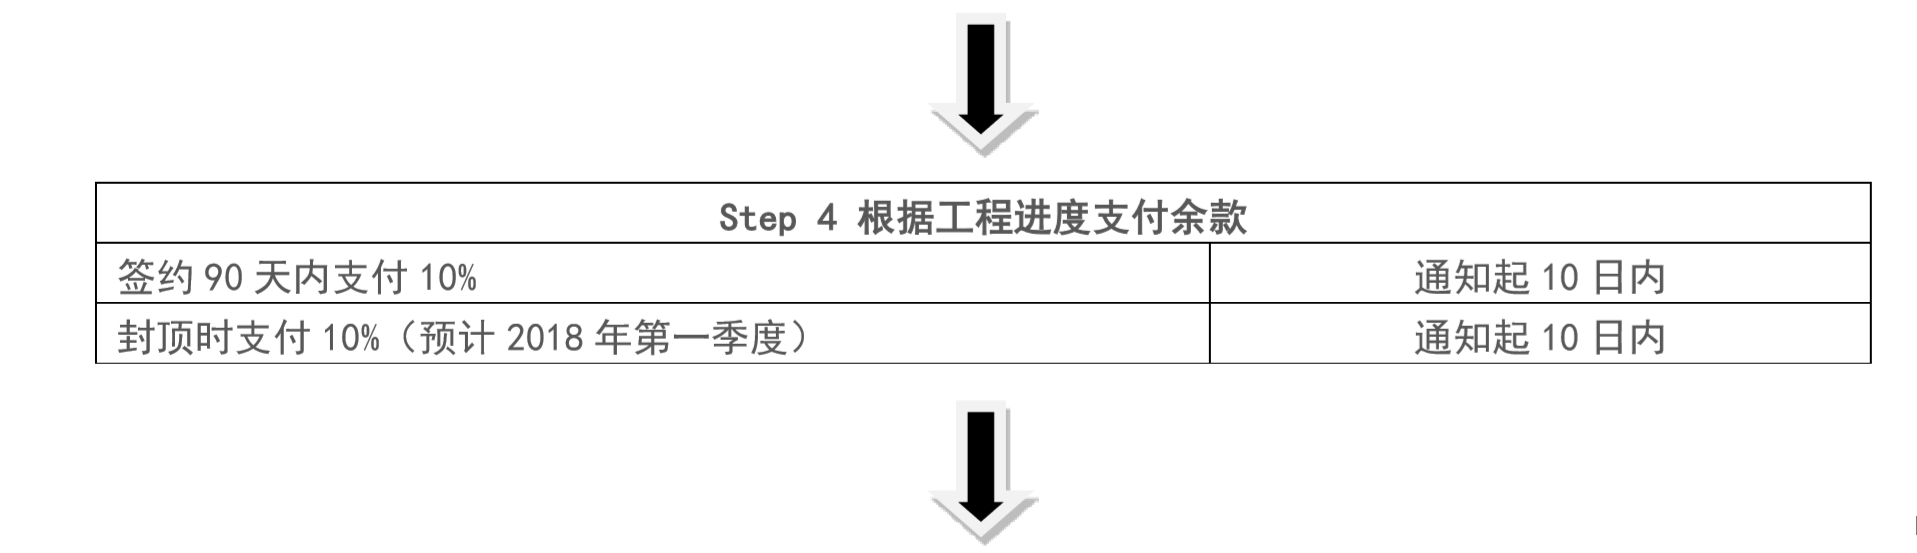 Step 4 根据工程进度支付余款
签约 90 天内支付 10% 通知起 10 日内
封顶时支付 10%（预计 2018 年第一季度） 通知起 10 日内